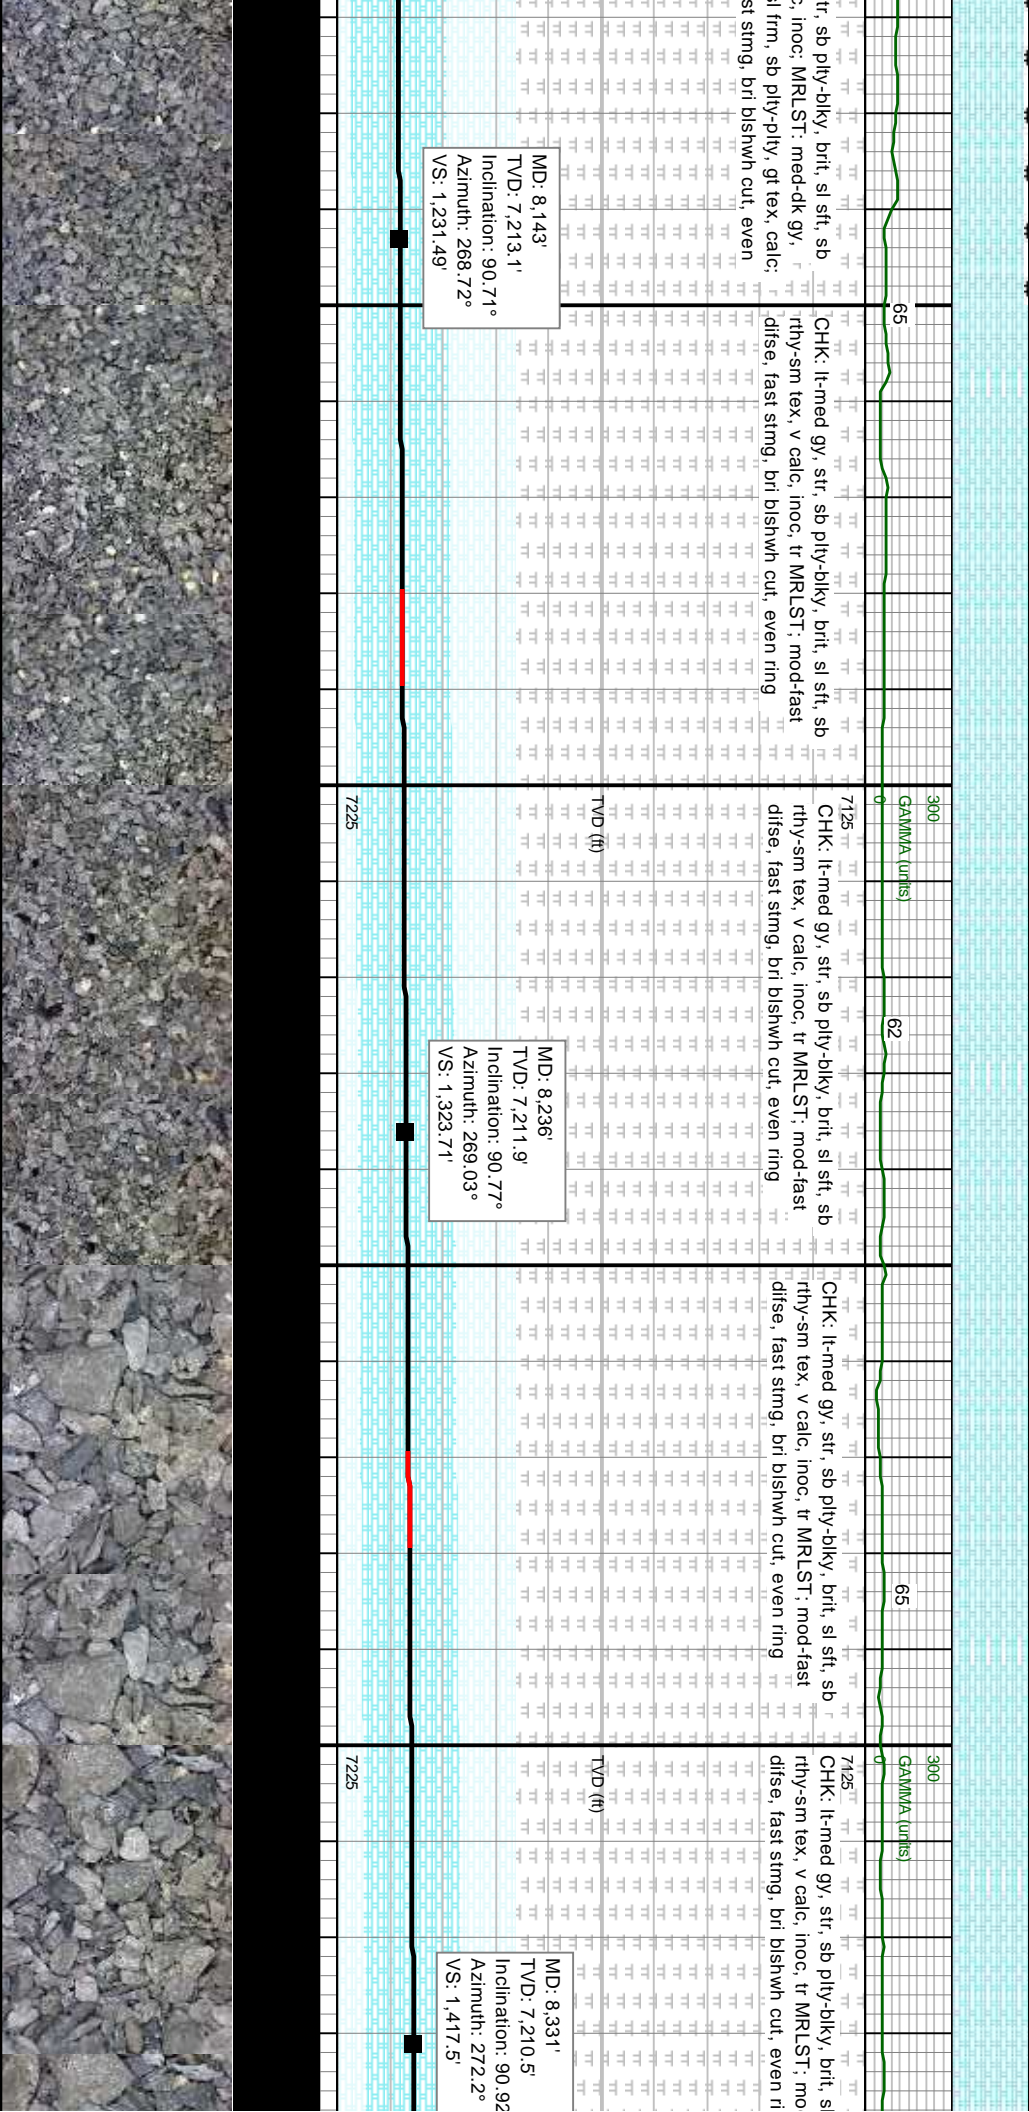 tr, sb plty-blky, brit, sl sft, sb
c, inoc; MRLST: med-dk gy,
sl frm, sb plty-plty, gt tex, calc;
st stmg, bri blshwh cut, even
MD: 8,143'
TVD: 7,213.1'
Inclination: 90.71°
Azimuth: 268.72°
VS: 1,231.49'
65
CHK: lt-med gy, str, sb plty-blky, brit, sl sft, sb
rthy-sm tex, v calc, inoc, tr MRLST; mod-fast
difse, fast stmg, bri blshwh cut, even ring
300
GAMMA (units)
0
7125
TVD (ft)
7225
CHK: lt-med gy, str, sb plty-blky, brit, sl sft, sb
rthy-sm tex, v calc, inoc, tr MRLST; mod-fast
difse, fast stmg, bri blshwh cut, even ring
62
MD: 8,236'
TVD: 7,211.9'
Inclination: 90.77°
Azimuth: 269.03°
VS: 1,323.71'
CHK: lt-med gy, str, sb plty-blky, brit, sl sft, sb
rthy-sm tex, v calc, inoc, tr MRLST; mod-fast
difse, fast stmg, bri blshwh cut, even ring
65
300
GAMMA (units)
0
7125
TVD (ft)
7225
CHK: lt-med gy, str, sb plty-blky, brit, s
rthy-sm tex, v calc, inoc, tr MRLST; mo
difse, fast stmg, bri blshwh cut, even ri
MD: 8,331'
TVD: 7,210.5'
Inclination: 90.92
Azimuth: 272.2°
VS: 1,417.5'